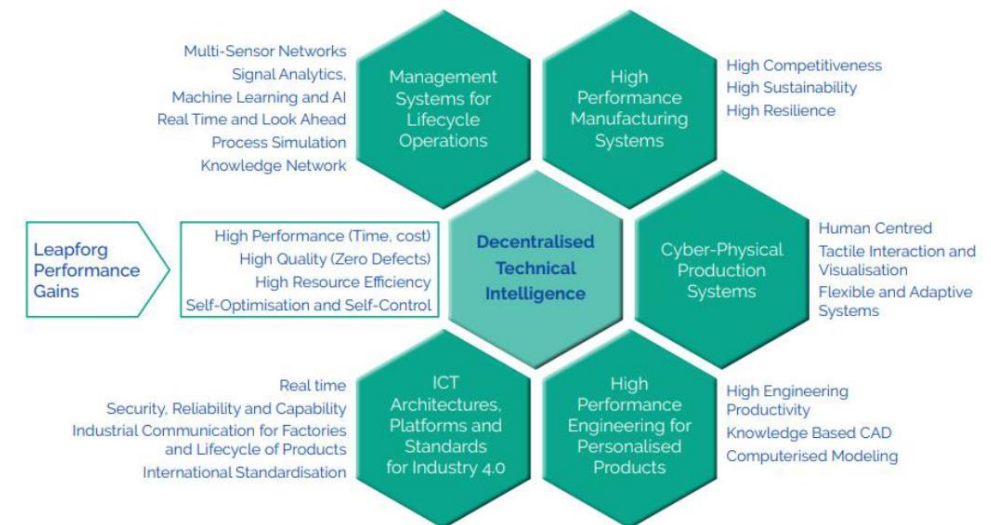 Multi-Sensor Networks
Signal Analytics,
Machine Learning and AI
Real Time and Look Ahead
Process Simulation
Knowledge Network
Management
Systems for
Lifecycle
Operations
High
Performance
Manufacturing
Systems
High Competitiveness
High Sustainability
High Resilience
Leapforg
Performance
Gains
High Performance (Time, cost)
High Quality (Zero Defects)
High Resource Efficiency
Self-Optimisation and Self-Control
Decentralised
Technical
Intelligence
Cyber-Physical
Production
Systems
Human Centred
Tactile Interaction and
Visualisation
Flexible and Adaptive
Systems
Real time
Security, Reliability and Capability
Industrial Communication for Factories
and Lifecycle of Products
International Standardisation
ICT
Architectures,
Platforms and
Standards
for Industry 4.0
High
Performance
Engineering for
Personalised
Products
High Engineering
Productivity
Knowledge Based CAD
Computerised Modeling